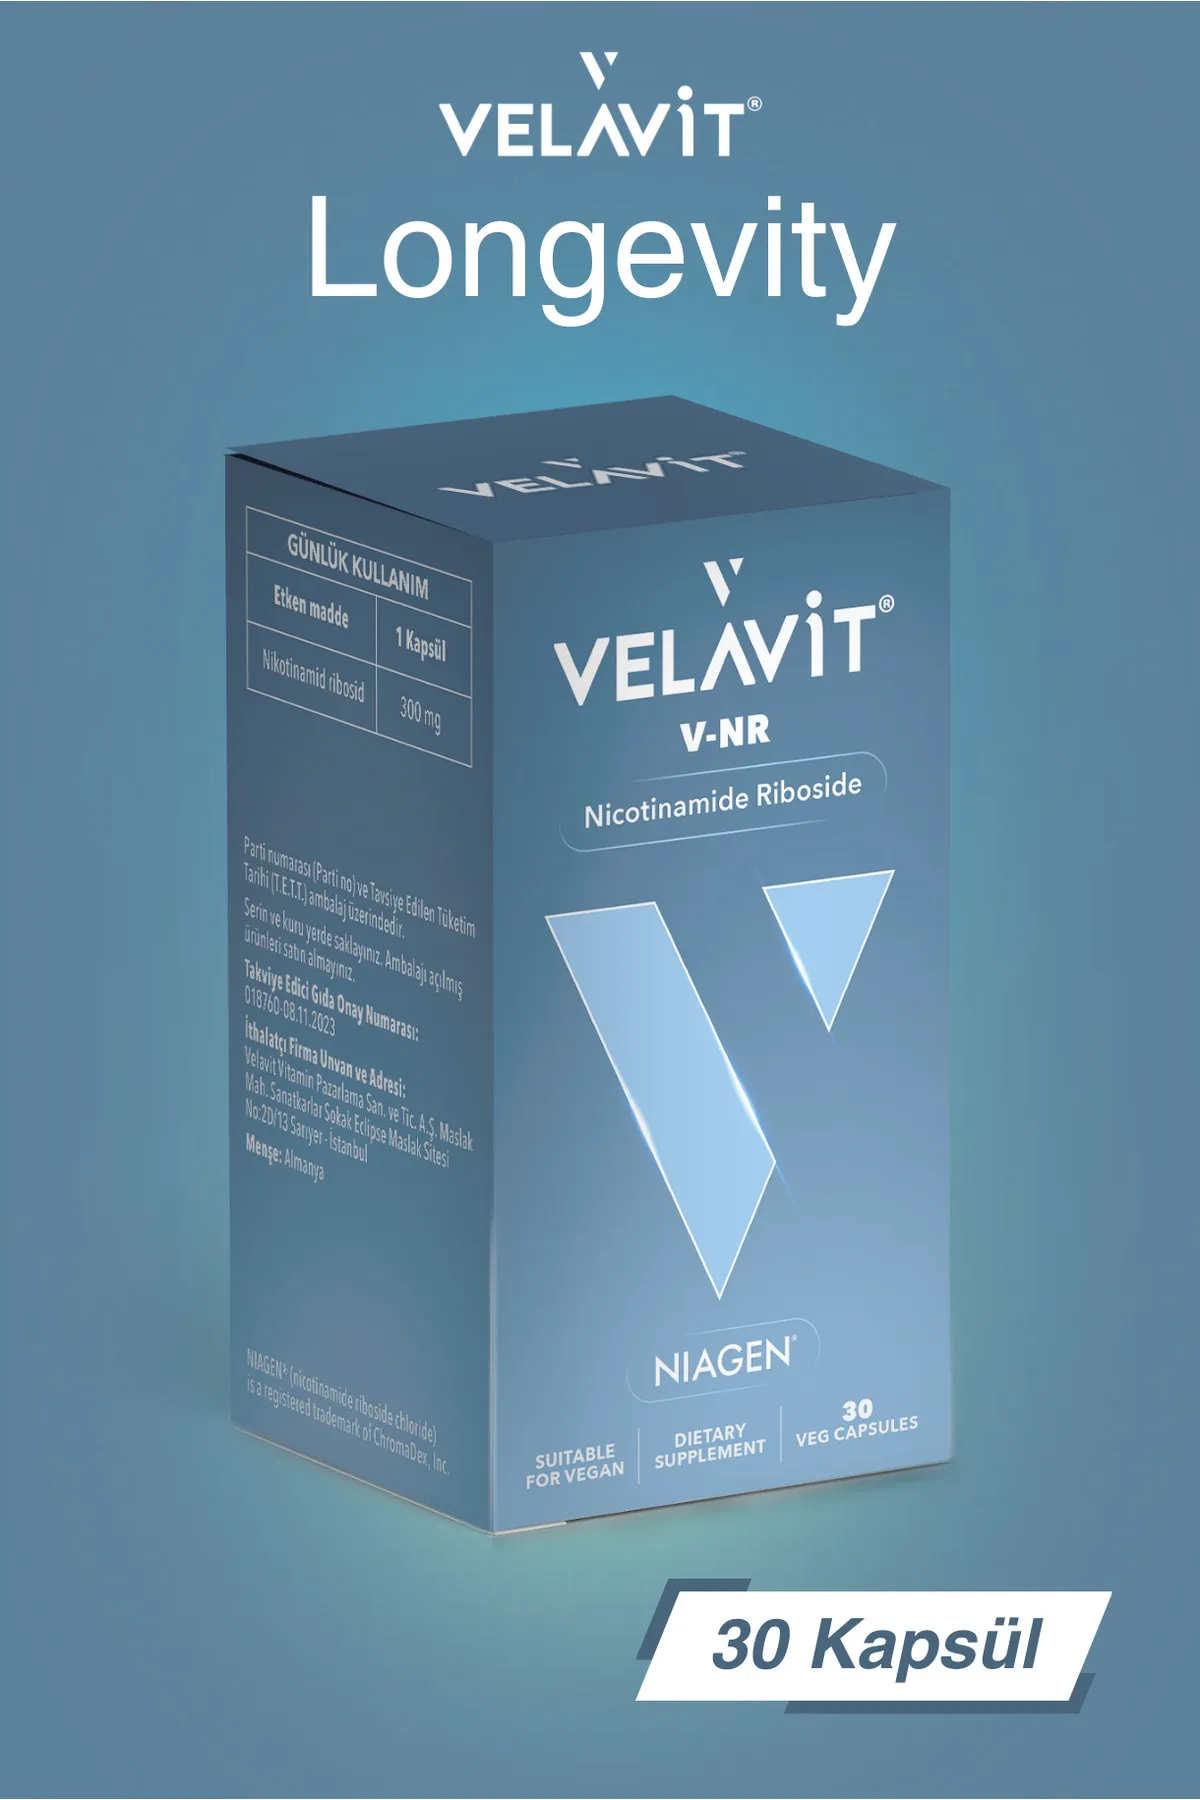 VELAVİT®
Longevity
VELAVİT®
GÜNLÜK KULLANIM
Etken madde
1 Kapsül
Nikotinamid ribosid
300 mg
Parti numarası (Parti no) ve Tavsiye Edilen Tüketim
Tarihi (T.E.T.T.) ambalaj üzerindedir.
Serin ve kuru yerde saklayınız. Ambalajı açılmış
ürünleri satın almayınız.
Takviye Edici Gıda Onay Numarası:
018760-08.11.2023
İthalatçı Firma Unvan ve Adresi:
Velavit Vitamin Pazarlama San. ve Tic. A.Ş. Maslak
Mah. Sanatkarlar Sokak Eclipse Maslak Sitesi
No:2D/13 Sarıyer - İstanbul
Menşe: Almanya
NIAGEN® (nicotinamide riboside chloride)
is a registered trademark of ChromaDex, Inc.
VELAVİT®
V-NR
Nicotinamide Riboside
NIAGEN®
SUITABLE
FOR VEGAN
DIETARY
SUPPLEMENT
30
VEG CAPSULES
30 Kapsül